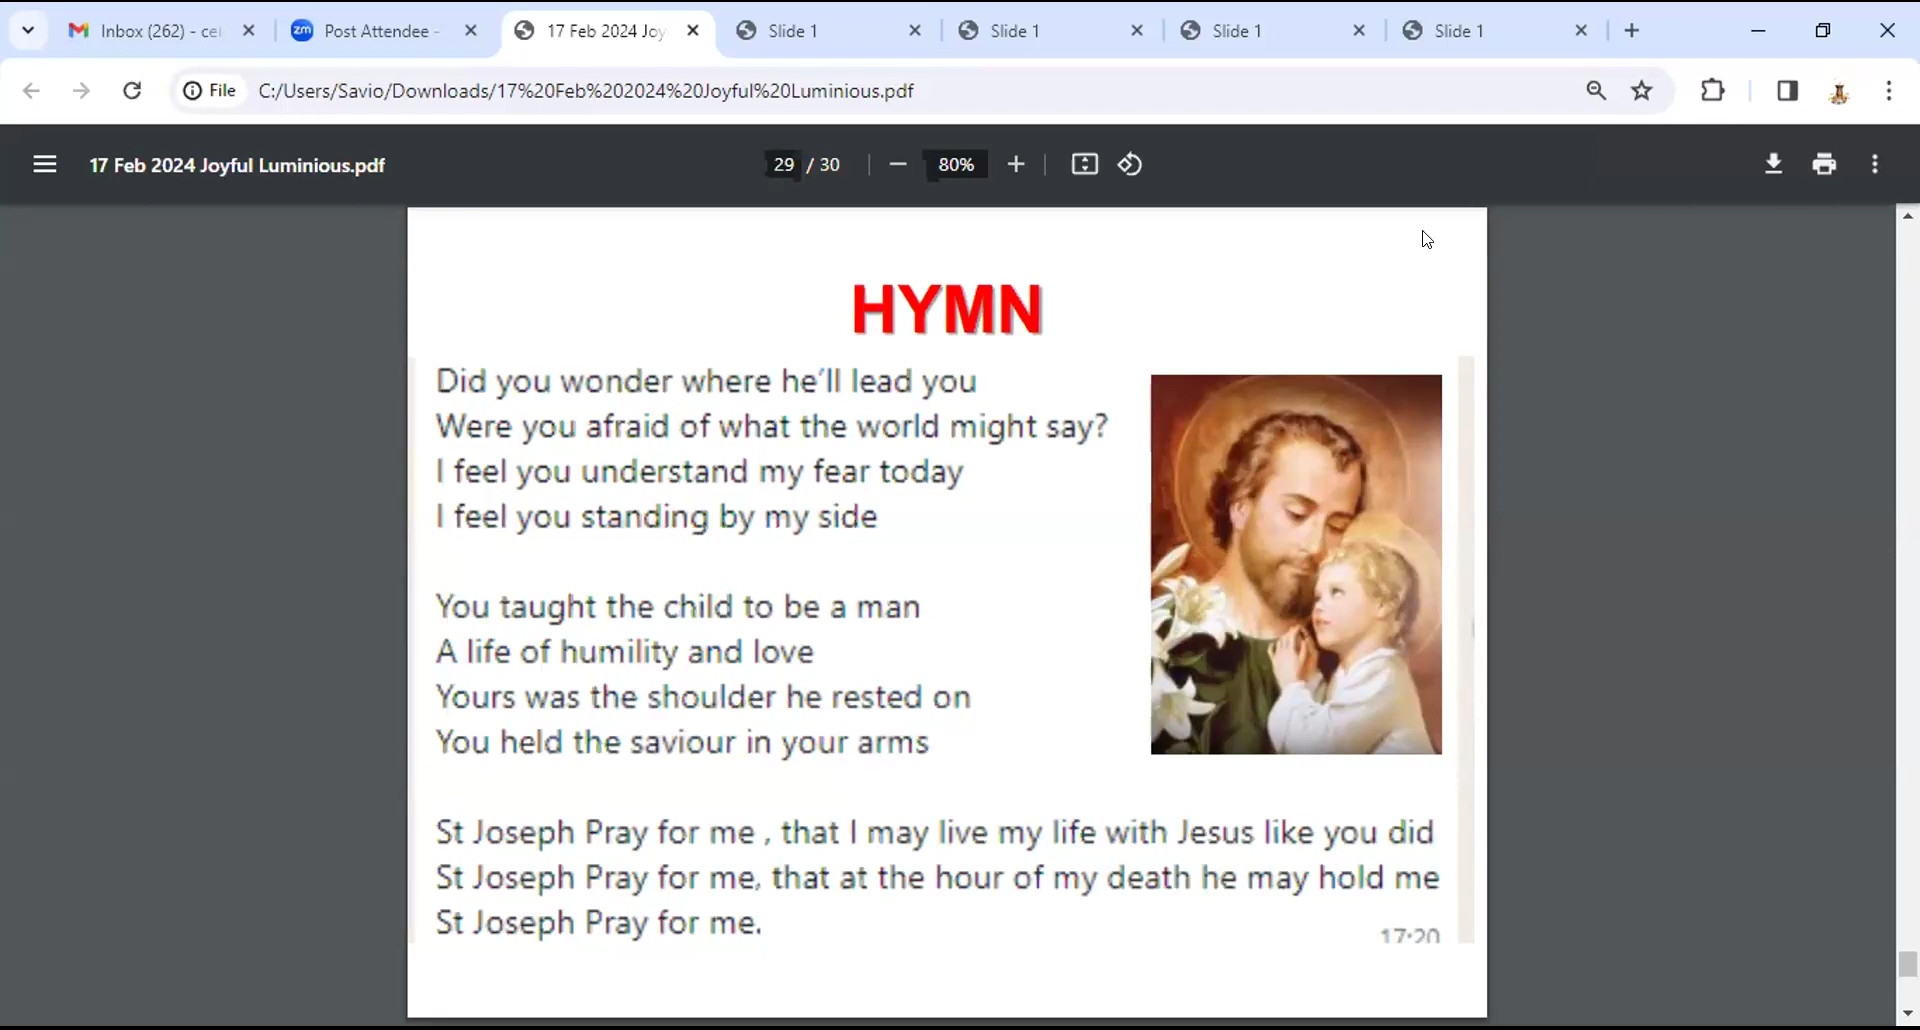 Inbox (262) - cel
Post Attendee -
17 Feb 2024 Joy
Slide 1
Slide 1
Slide 1
Slide 1
File
C:/Users/Savio/Downloads/17%20Feb%202024%20Joyful%20Luminious.pdf
17 Feb 2024 Joyful Luminious.pdf
29 / 30
80%
HYMN
Did you wonder where he'll lead you
Were you afraid of what the world might say?
I feel you understand my fear today
I feel you standing by my side
You taught the child to be a man
A life of humility and love
Yours was the shoulder he rested on
You held the saviour in your arms
St Joseph Pray for me , that I may live my life with Jesus like you did
St Joseph Pray for me, that at the hour of my death he may hold me
St Joseph Pray for me.
17:20